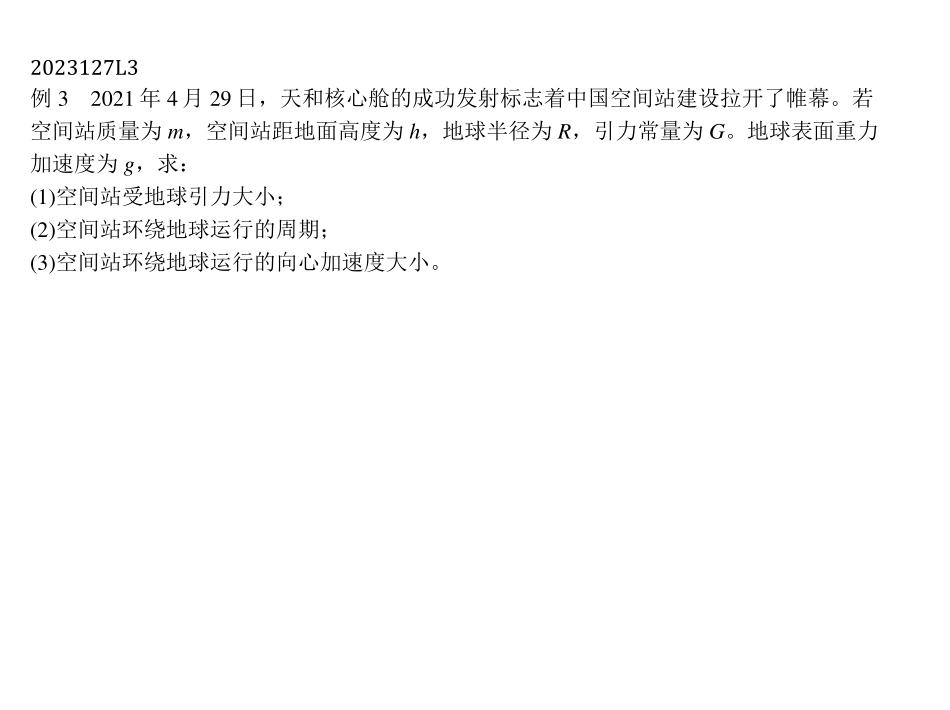 2023127L3
例 3　2021 年 4 月 29 日，天和核心舱的成功发射标志着中国空间站建设拉开了帷幕。若
空间站质量为 m，空间站距地面高度为 h，地球半径为 R，引力常量为 G。地球表面重力
加速度为 g，求：
(1)空间站受地球引力大小；
(2)空间站环绕地球运行的周期；
(3)空间站环绕地球运行的向心加速度大小。